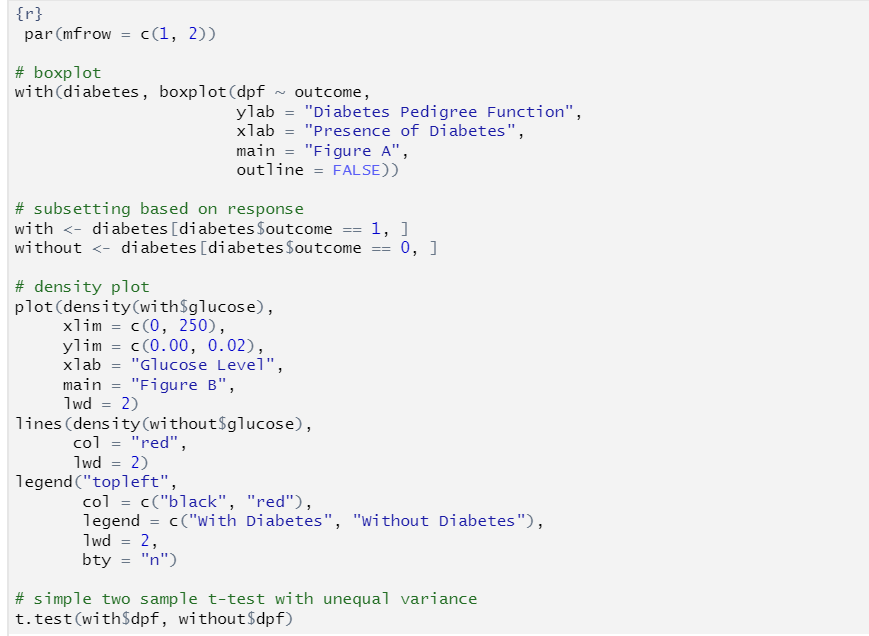 {r}
par(mfrow = c(1, 2))
# boxplot
with(diabetes, boxplot(dpf ~ outcome,
ylab = "Diabetes Pedigree Function",
xlab = "Presence of Diabetes",
main = "Figure A",
outline = FALSE))
# subsetting based on response
with <- diabetes[diabetes$outcome == 1, ]
without <- diabetes[diabetes$outcome == 0, ]
# density plot
plot(density(with$glucose),
xlim = c(0, 250),
ylim = c(0.00, 0.02),
xlab = "Glucose Level",
main = "Figure B",
lwd = 2)
lines(density(without$glucose),
col = "red",
lwd = 2)
legend("topleft",
col = c("black", "red"),
legend = c("With Diabetes", "Without Diabetes"),
lwd = 2,
bty = "n")
# simple two sample t-test with unequal variance
t.test(with$dpf, without$dpf)